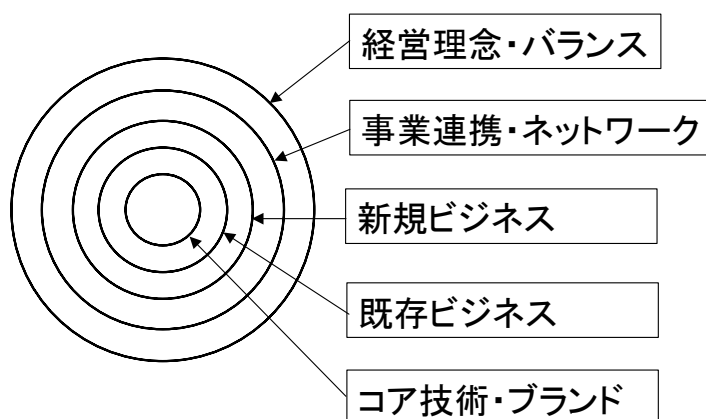 経営理念・バランス
事業連携・ネットワーク
新規ビジネス
既存ビジネス
コア技術・ブランド